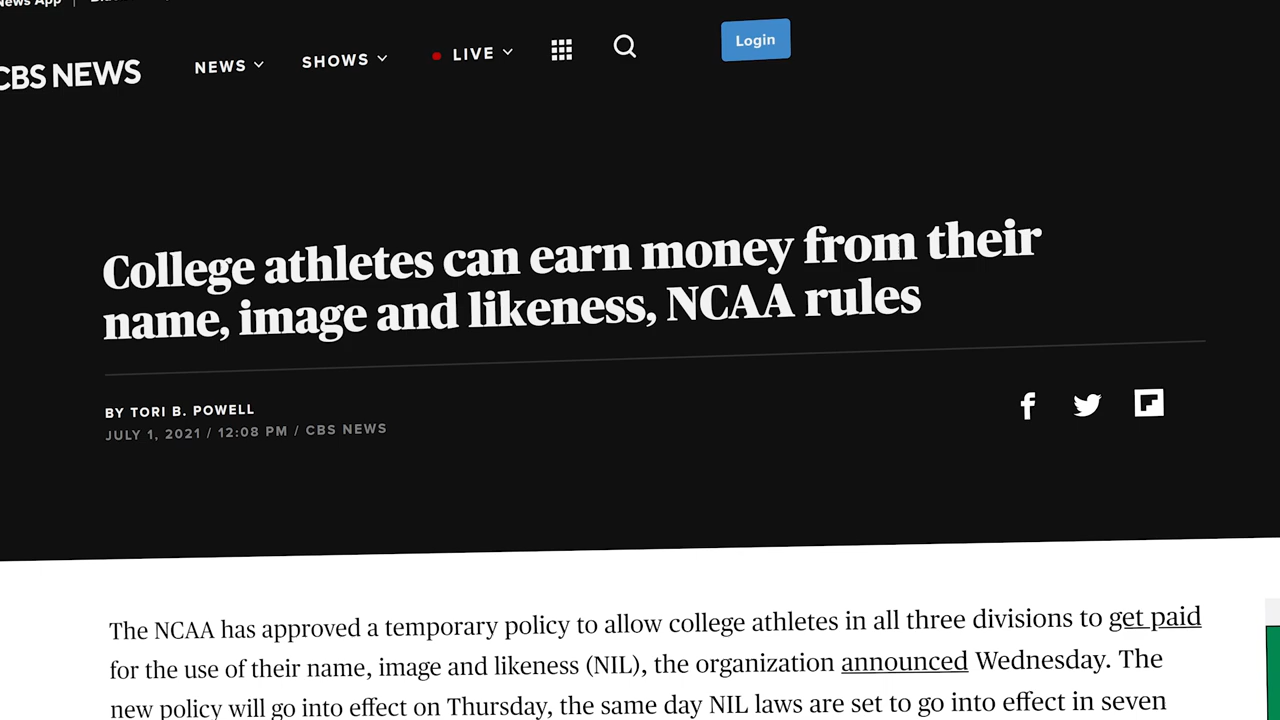 News App
CBS NEWS
NEWS
SHOWS
LIVE
Login
College athletes can earn money from their
name, image and likeness, NCAA rules
BY TORI B. POWELL
JULY 1, 2021 / 12:08 PM / CBS NEWS
The NCAA has approved a temporary policy to allow college athletes in all three divisions to get paid
for the use of their name, image and likeness (NIL), the organization announced Wednesday. The
new policy will go into effect on Thursday, the same day NIL laws are set to go into effect in seven